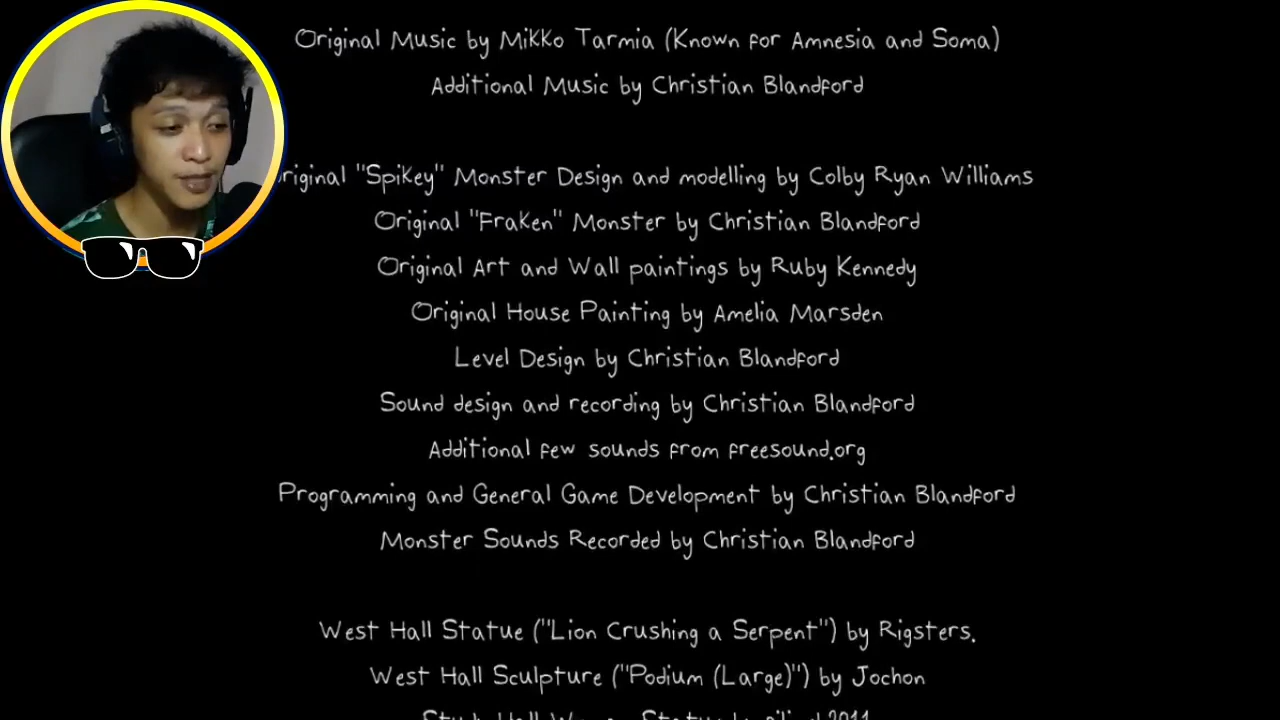 Original Music by Mikko Tarmia (Known for Amnesia and Soma)
Additional Music by Christian Blandford
"Spikey" Monster Design and modelling by Colby Ryan Williams
Original "Fraken" Monster by Christian Blandford
Original Art and Wall paintings by Ruby Kennedy
Original House Painting by Amelia Marsden
Level Design by Christian Blandford
Sound design and recording by Christian Blandford
Additional few sounds from freesound.org
Programming and General Game Development by Christian Blandford
Monster Sounds Recorded by Christian Blandford
West Hall Statue ("Lion Crushing a Serpent") by Rigsters.
West Hall Sculpture ("Podium (Large)") by Jochon